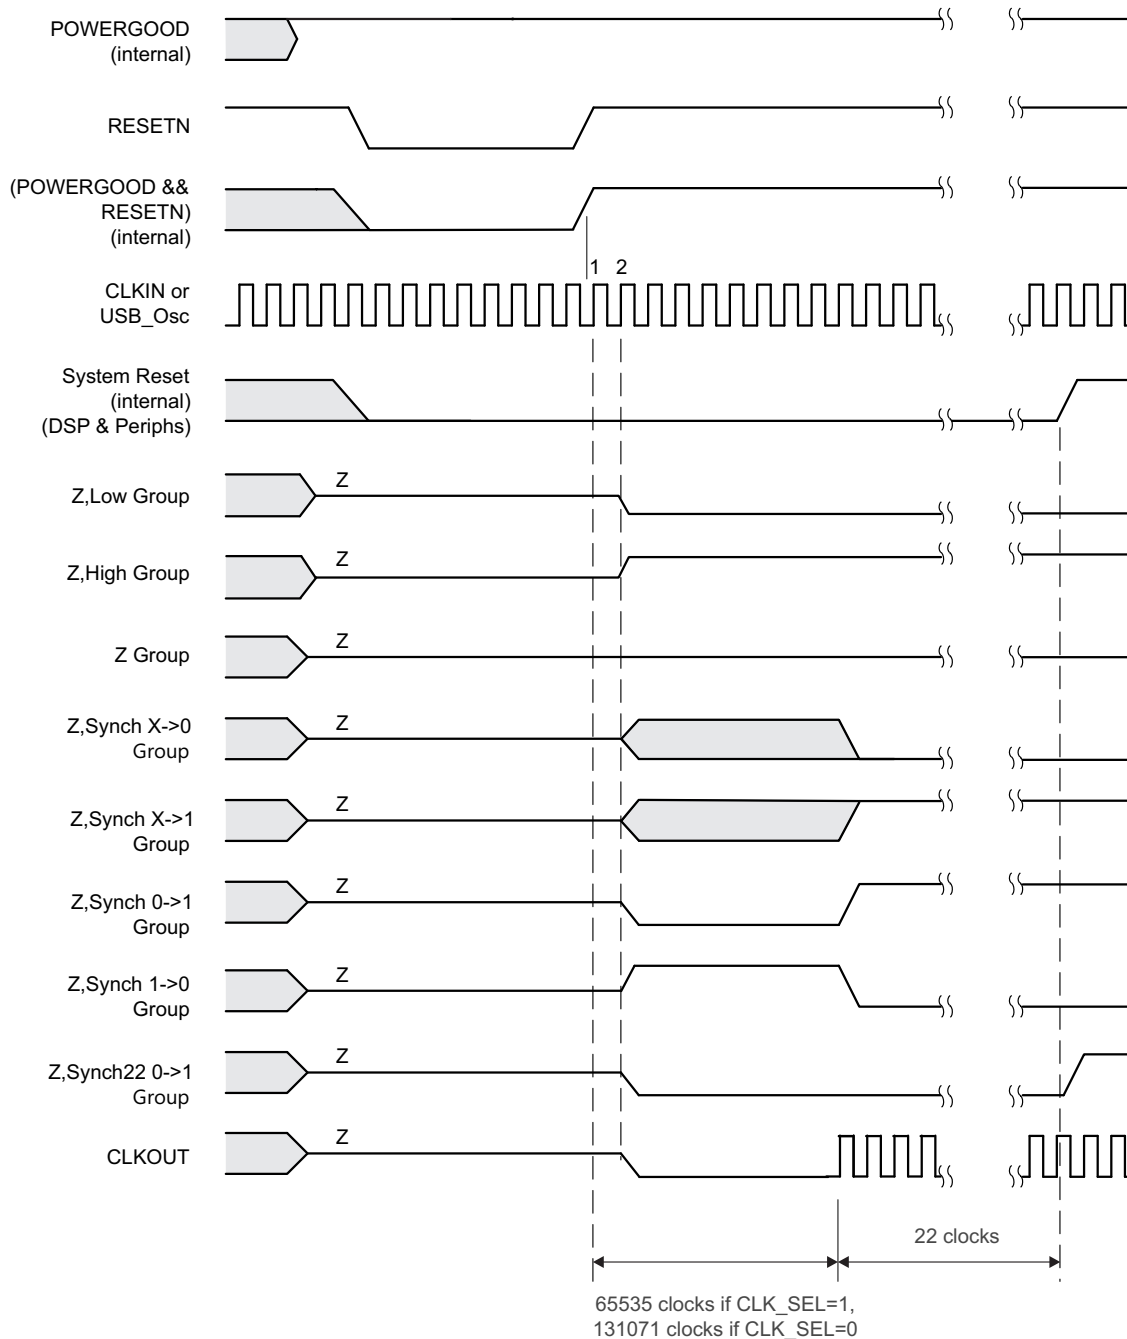 POWERGOOD
(internal)
RESETN
(POWERGOOD &&
RESETN)
(internal)
1 2
CLKIN or
USB_Osc
System Reset
(internal)
(DSP & Periphs)
Z
Z,Low Group
Z
Z,High Group
Z
Z Group
Z
Z,Synch X->0
Group
Z
Z,Synch X->1
Group
Z
Z,Synch 0->1
Group
Z
Z,Synch 1->0
Group
Z
Z,Synch22 0->1
Group
Z
CLKOUT
22 clocks
65535 clocks if CLK_SEL=1,
131071 clocks if CLK_SEL=0